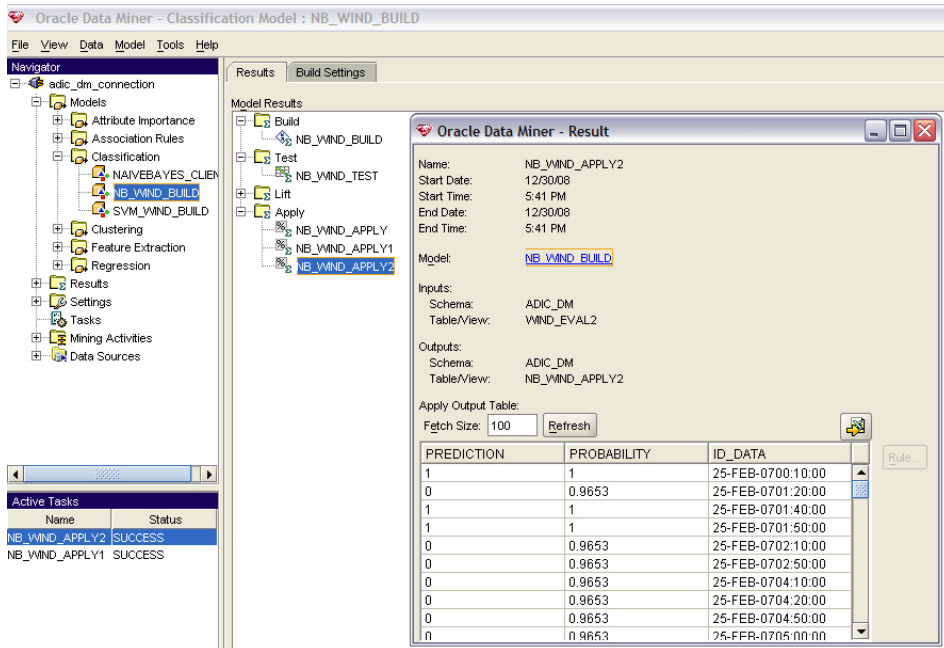 Oracle Data Miner - Classification Model : NB_WIND_BUILD
File View Data Model Tools Help
Navigator
adic_dm_connection
Models
Attribute Importance
Association Rules
Classification
NAIVEBAYES_CLIEN
NB_WIND_BUILD
SVM_WIND_BUILD
Clustering
Feature Extraction
Regression
Results
Settings
Tasks
Mining Activities
Data Sources
Active Tasks
Name Status
NB_WIND_APPLY2 SUCCESS
NB_WIND_APPLY1 SUCCESS
Results Build Settings
Model Results
Build
NB_WIND_BUILD
Test
NB_WIND_TEST
Lift
Apply
NB_WIND_APPLY
NB_WIND_APPLY1
NB_WIND_APPLY2
Oracle Data Miner - Result
Name: NB_WIND_APPLY2
Start Date: 12/30/08
Start Time: 5:41 PM
End Date: 12/30/08
End Time: 5:41 PM
Model: NB_WIND_BUILD
Inputs:
Schema: ADIC_DM
Table/View: WIND_EVAL2
Outputs:
Schema: ADIC_DM
Table/View: NB_WIND_APPLY2
Apply Output Table:
Fetch Size: 100 Refresh
PREDICTION PROBABILITY ID_DATA
Rule...
1 1 25-FEB-0700:10:00
0 0.9653 25-FEB-0701:20:00
1 1 25-FEB-0701:40:00
1 1 25-FEB-0701:50:00
0 0.9653 25-FEB-0702:10:00
0 0.9653 25-FEB-0702:50:00
0 0.9653 25-FEB-0704:10:00
0 0.9653 25-FEB-0704:20:00
0 0.9653 25-FEB-0704:50:00
0 0.9653 25-FEB-0705:00:00